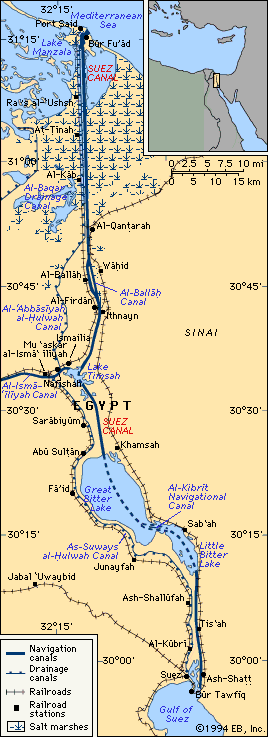 32°15'
Mediterranean
Sea
Port Said
31°15'
Būr Fu'ād
Lake
Manzala
SUEZ
CANAL
Ra's al-'Ushsh
At-Tīnah
31°00'
0 2.5 5 7.5 10 mi
0 5 10 15 km
Al-Kāb
Al-Baqar
Drainage
Canal
Al-Qanṭarah
Wāḥid
Al-Ballāḥ
30°45'
30°45'
Al-Ballāḥ
Canal
Al-Firdān
Ithnayn
Al-'Abbāsīyah
al-Ḥulwah
Canal
SINAI
Ismailia
Mu'askar
al-Ismā'īlīyah
Lake
Timsah
Al-Ismā-
'īlīyah Canal
Nafīshah
EGYPT
30°30'
30°30'
SUEZ
CANAL
Sarābiyūm
Khamsah
Abū Sulṭān
Al-Kibrīt
Navigational
Canal
Great
Bitter
Lake
Fā'id
Sab'ah
30°15'
30°15'
As-Suways
al-Ḥulwah Canal
Little
Bitter
Lake
Junayfah
Jabal 'Uwaybid
Ash-Shallūfah
Tis'ah
32°15'
Al-Kūbrī
30°00'
30°00'
Suez
Ash-Shaṭṭ
Būr Tawfīq
Gulf of
Suez
Navigation
canals
Drainage
canals
Railroads
Railroad
stations
Salt marshes
©1994 EB, Inc.